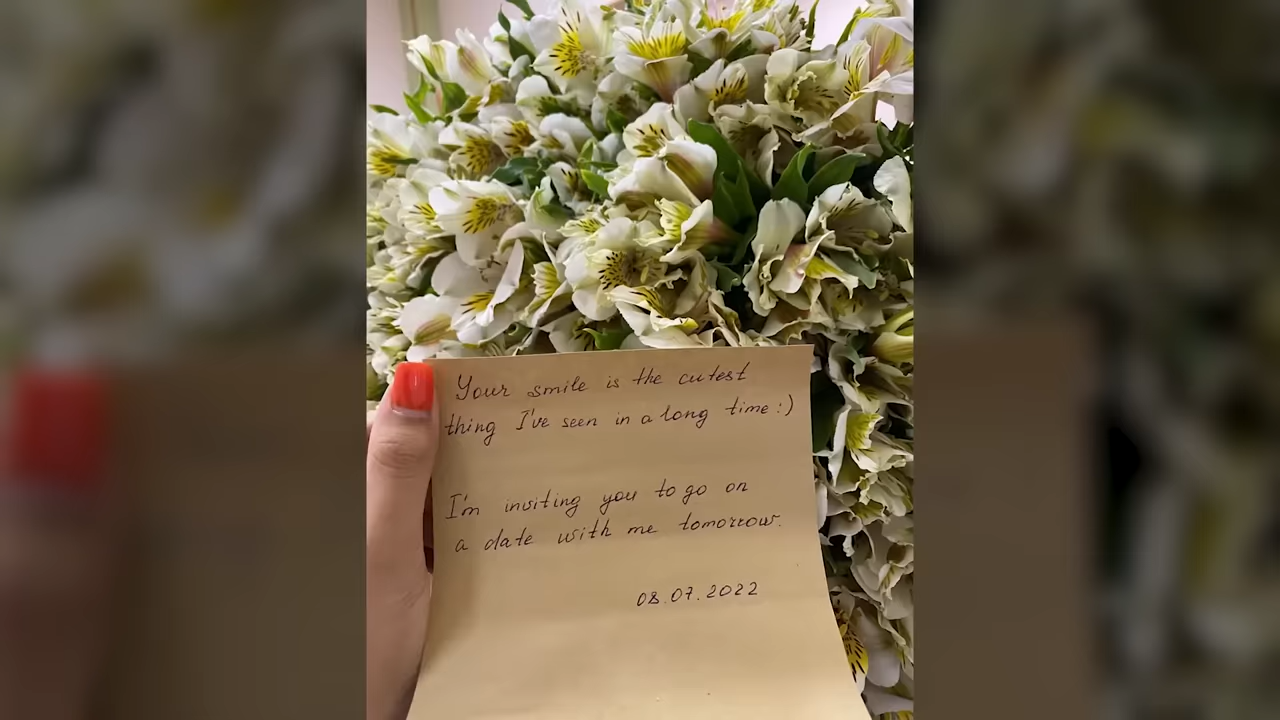 Your smile is the cutest
thing I've seen in a long time :)
I'm inviting you to go on
a date with me tomorrow.
08.07.2022